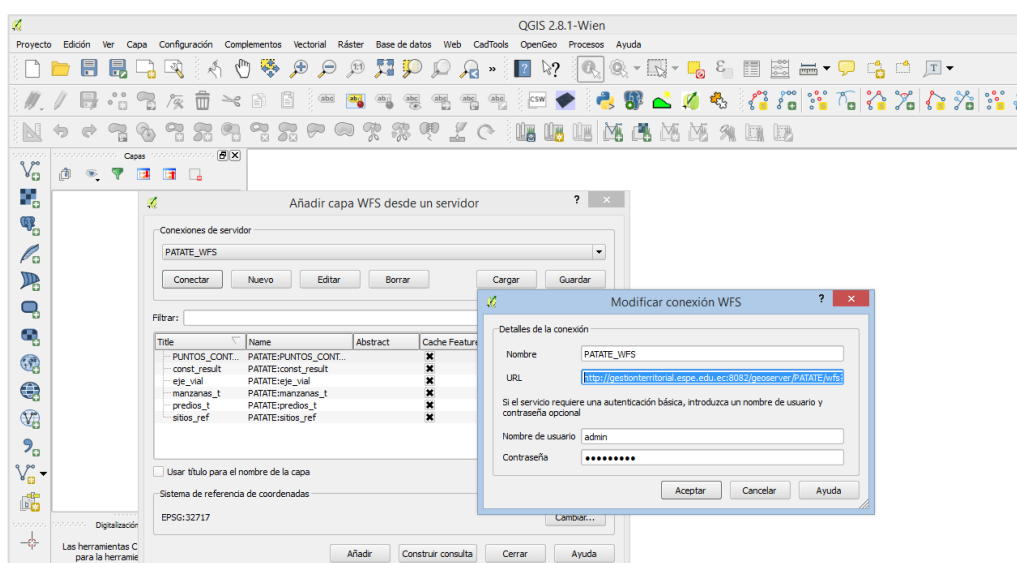 QGIS 2.8.1-Wien
Proyecto Edición Ver Capa Configuración Complementos Vectorial Ráster Base de datos Web CadTools OpenGeo Procesos Ayuda
Capas
Añadir capa WFS desde un servidor
Conexiones de servidor
PATATE_WFS
Conectar Nuevo Editar Borrar Cargar Guardar
Filtrar:
Title Name Abstract Cache Feature
PUNTOS_CONT... PATATE:PUNTOS_CONT...
const_result PATATE:const_result
eje_vial PATATE:eje_vial
manzanas_t PATATE:manzanas_t
predios_t PATATE:predios_t
sitios_ref PATATE:sitios_ref
Usar título para el nombre de la capa
Sistema de referencia de coordenadas
EPSG:32717
Cambiar...
Añadir Construir consulta Cerrar Ayuda
Modificar conexión WFS
Detalles de la conexión
Nombre PATATE_WFS
URL http://gestionterritorial.espe.edu.ec:8082/geoserver/PATATE/wfs
Si el servicio requiere una autenticación básica, introduzca un nombre de usuario y
contraseña opcional
Nombre de usuario admin
Contraseña
Aceptar Cancelar Ayuda
Digitalización
Las herramientas C
para la herramie